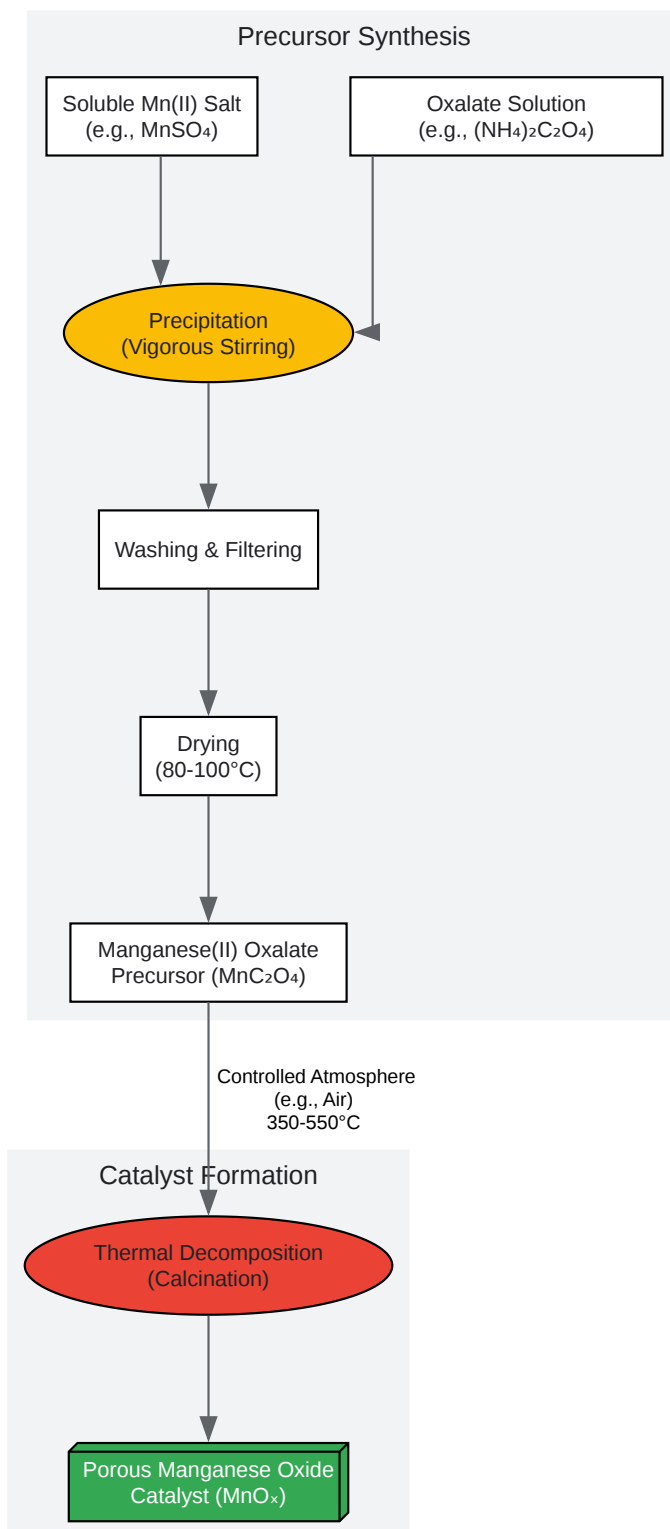 Precursor Synthesis
Soluble Mn(II) Salt
(e.g., MnSO₄)
Oxalate Solution
(e.g., (NH₄)₂C₂O₄)
Precipitation
(Vigorous Stirring)
Washing & Filtering
Drying
(80-100°C)
Manganese(II) Oxalate
Precursor (MnC₂O₄)
Controlled Atmosphere
(e.g., Air)
350-550°C
Catalyst Formation
Thermal Decomposition
(Calcination)
Porous Manganese Oxide
Catalyst (MnOₓ)